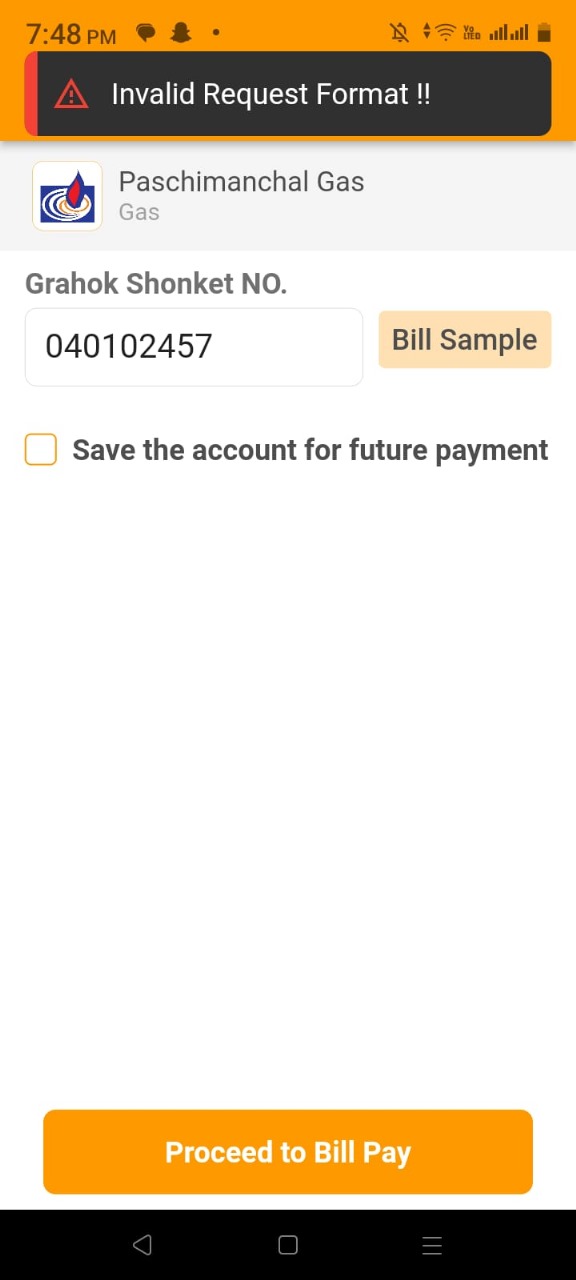 7:48 PM
Vo
LTED
Invalid Request Format !!
Paschimanchal Gas
Gas
Grahok Shonket NO.
040102457
Bill Sample
Save the account for future payment
Proceed to Bill Pay